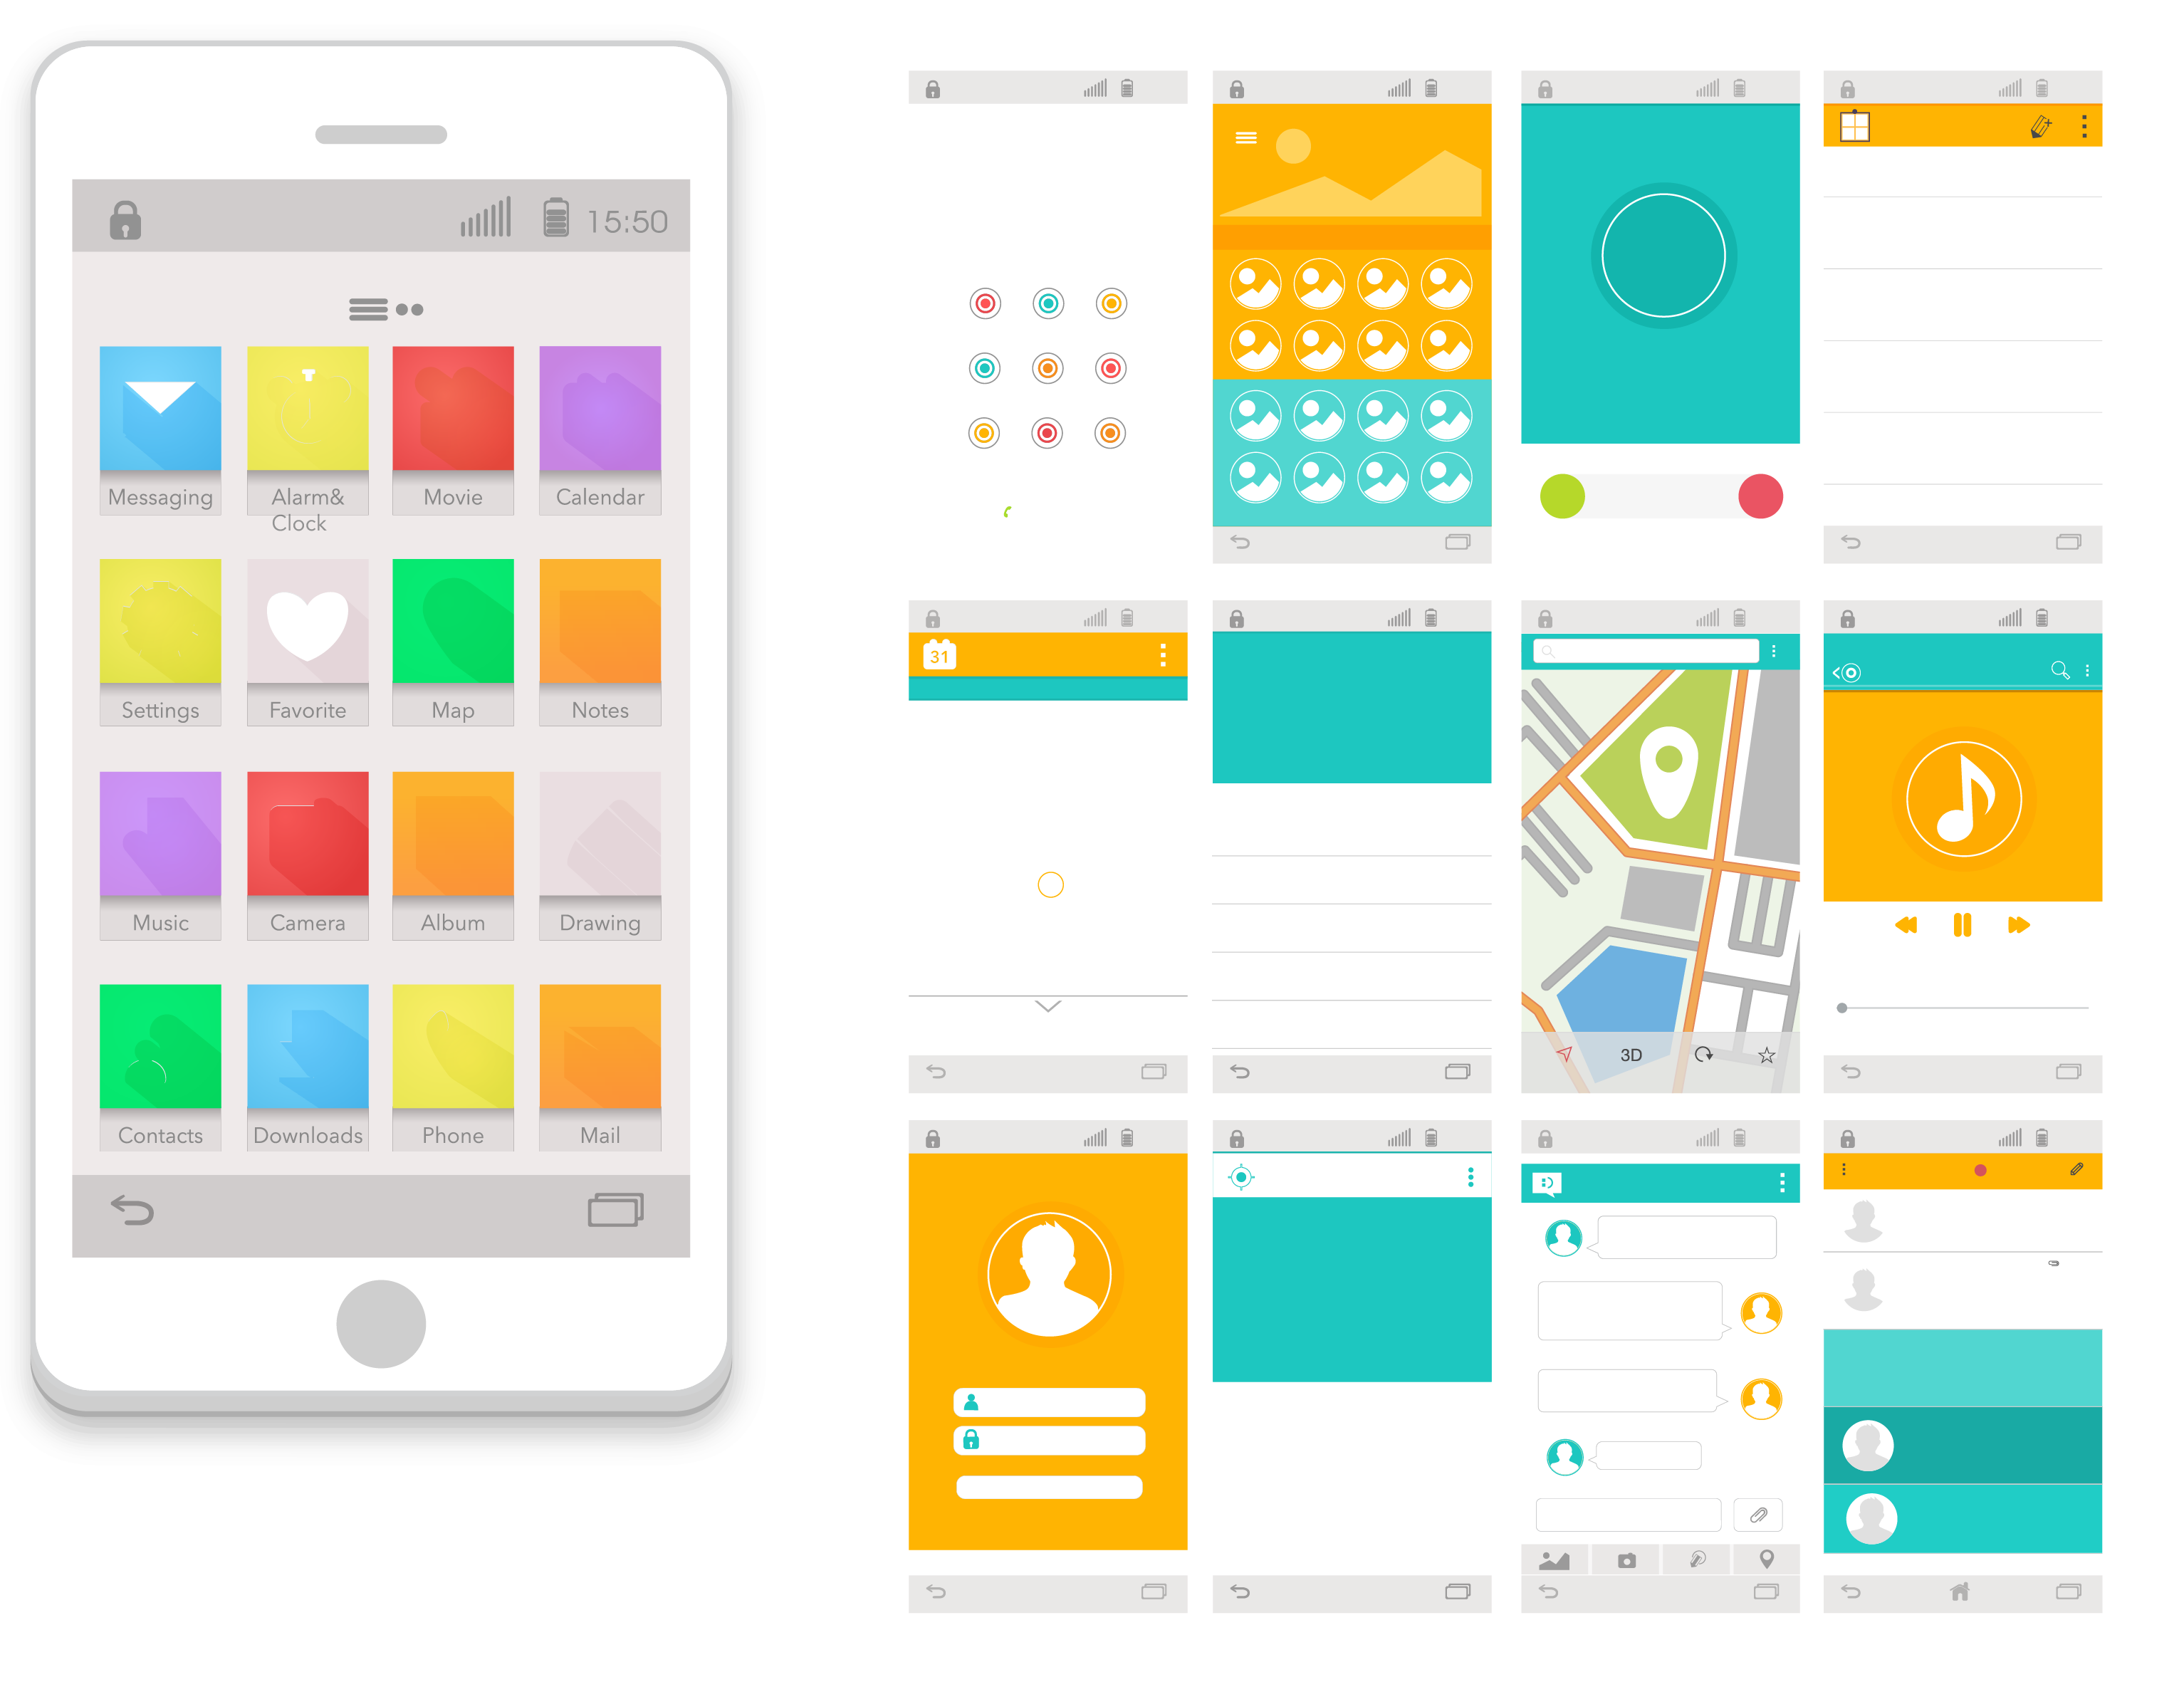 15:50
Messaging
Alarm&
Clock
Movie
Calendar
Settings
Favorite
Map
Notes
Music
Camera
Album
Drawing
Contacts
Downloads
Phone
Mail
31
3D